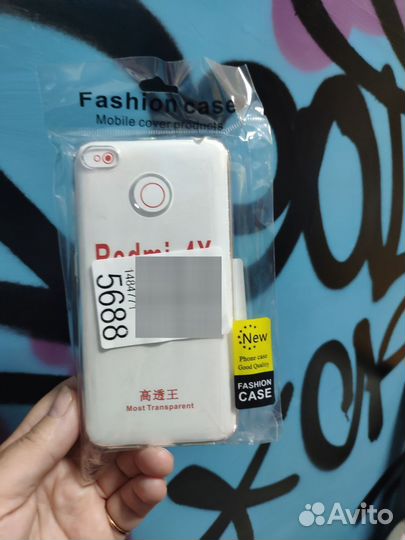 Fashion case
Mobile cover products
Redmi 4X
1484771
5688
New
Phone case
Good Quality
FASHION
CASE
高透王
Most Transparent
Avito